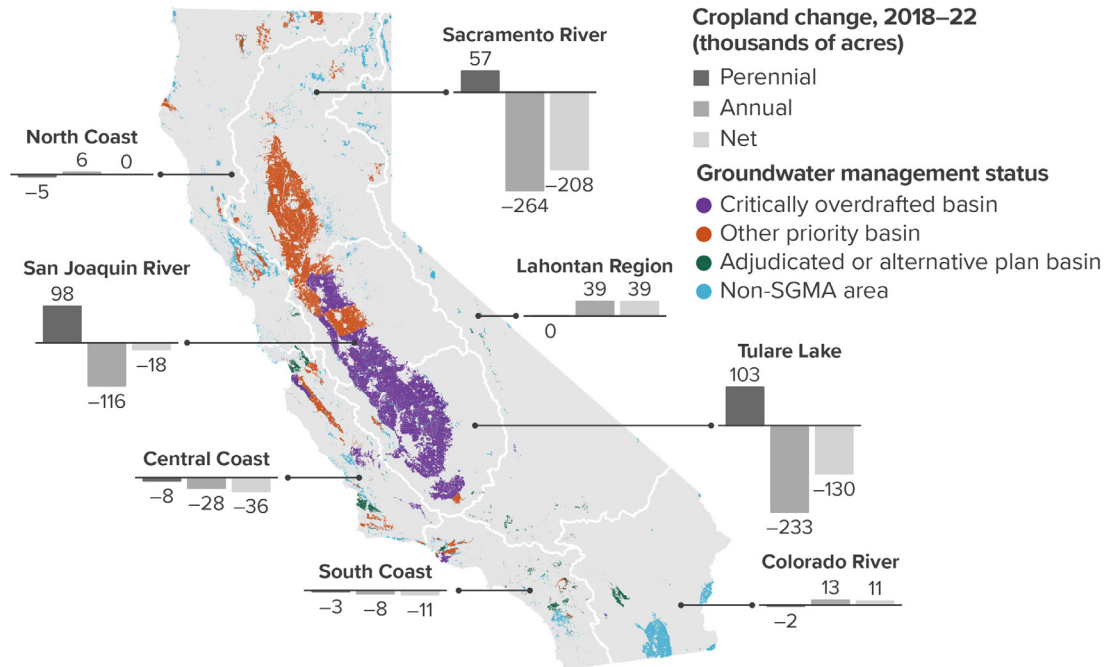 Cropland change, 2018–22
(thousands of acres)
Perennial
Annual
Net
Groundwater management status
Critically overdrafted basin
Other priority basin
Adjudicated or alternative plan basin
Non-SGMA area
Sacramento River
57
–264
–208
North Coast
–5
6
0
San Joaquin River
98
–116
–18
Lahontan Region
0
39
39
Tulare Lake
103
–233
–130
Central Coast
–8
–28
–36
South Coast
–3
–8
–11
Colorado River
–2
13
11